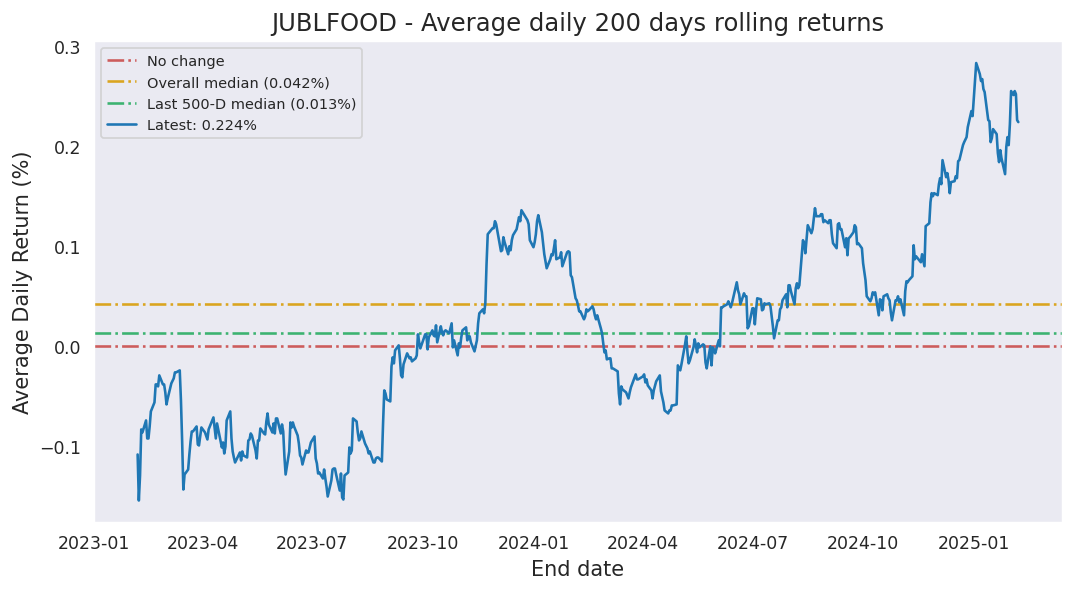 JUBLFOOD - Average daily 200 days rolling returns
No change
Overall median (0.042%)
Last 500-D median (0.013%)
Latest: 0.224%
Average Daily Return (%)
0.3
0.2
0.1
0.0
−0.1
2023-01 2023-04 2023-07 2023-10 2024-01 2024-04 2024-07 2024-10 2025-01
End date